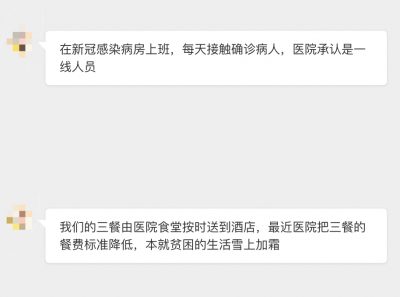 在新冠感染病房上班，每天接触确诊病人，医院承认是一
线人员
我们的三餐由医院食堂按时送到酒店，最近医院把三餐的
餐费标准降低，本就贫困的生活雪上加霜